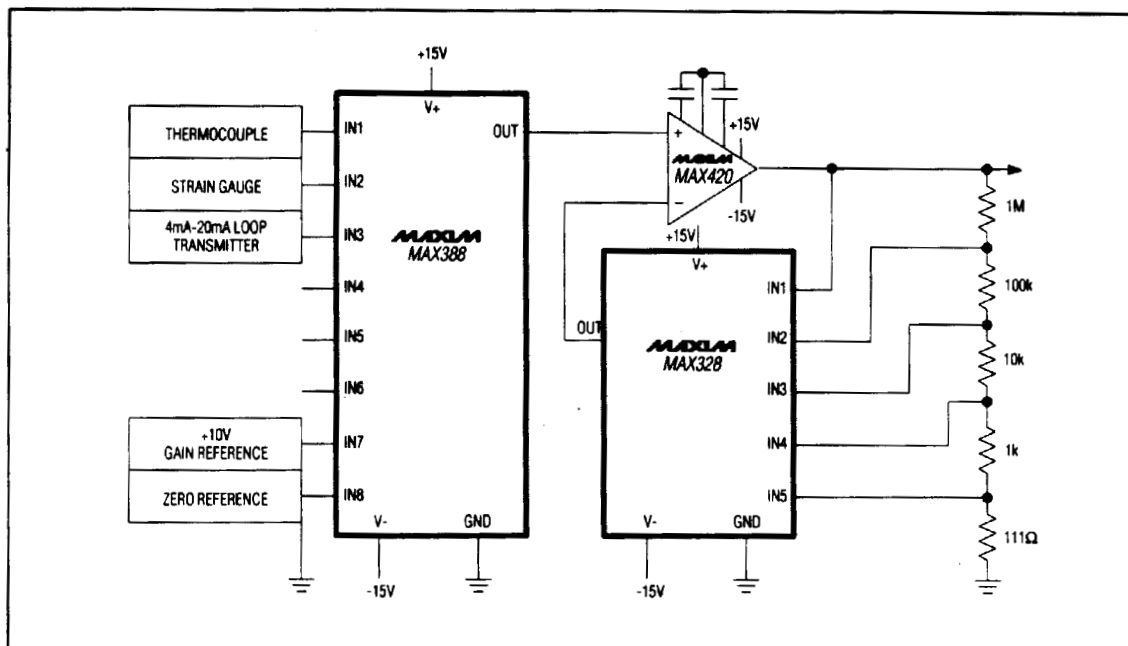 +15V
V+
THERMOCOUPLE
IN1
OUT
STRAIN GAUGE
IN2
4mA-20mA LOOP
TRANSMITTER
IN3
MAXIM
MAX388
IN4
IN5
IN6
+10V
GAIN REFERENCE
IN7
ZERO REFERENCE
IN8
V-
GND
-15V
+
+15V
MAXIM
MAX420
-
-15V
+15V
V+
IN1
OUT
IN2
MAXIM
MAX328
IN3
IN4
IN5
V-
GND
-15V
1M
100k
10k
1k
111Ω